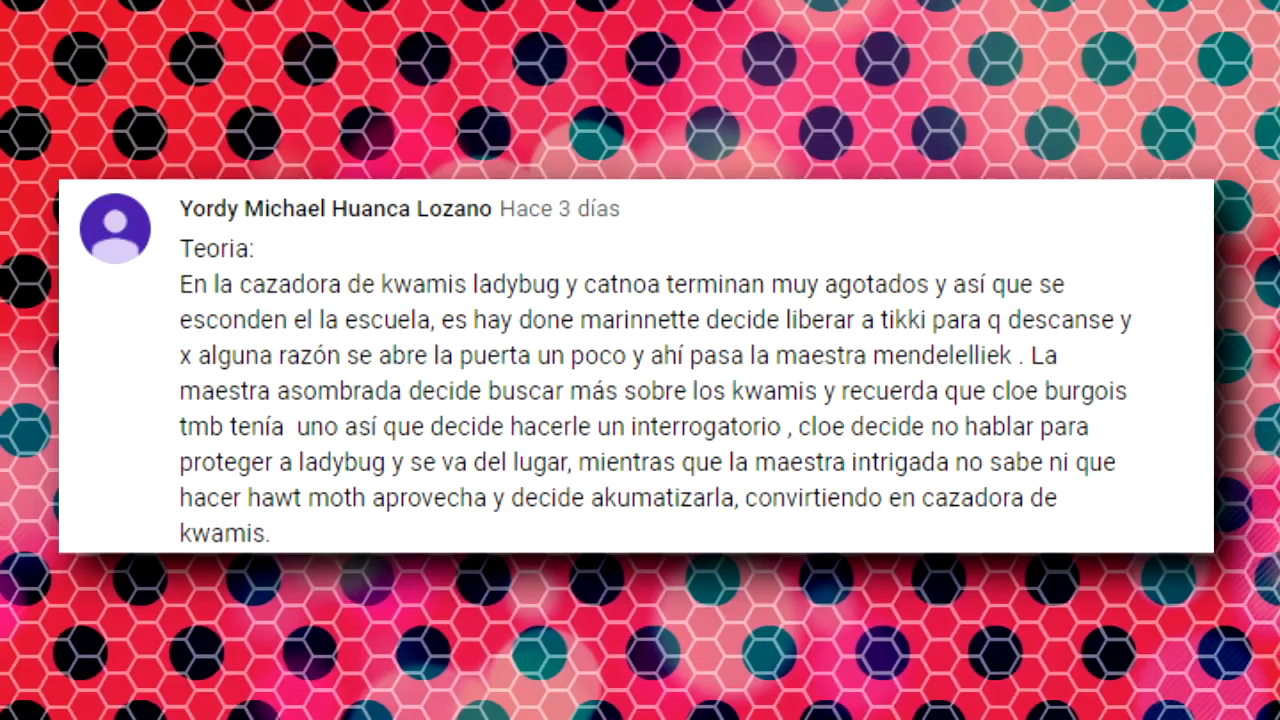 Yordy Michael Huanca Lozano Hace 3 días
Teoria:
En la cazadora de kwamis ladybug y catnoa terminan muy agotados y así que se
esconden el la escuela, es hay done marinnette decide liberar a tikki para q descanse y
x alguna razón se abre la puerta un poco y ahí pasa la maestra mendelelliek . La
maestra asombrada decide buscar más sobre los kwamis y recuerda que cloe burgois
tmb tenía  uno así que decide hacerle un interrogatorio , cloe decide no hablar para
proteger a ladybug y se va del lugar, mientras que la maestra intrigada no sabe ni que
hacer hawt moth aprovecha y decide akumatizarla, convirtiendo en cazadora de
kwamis.